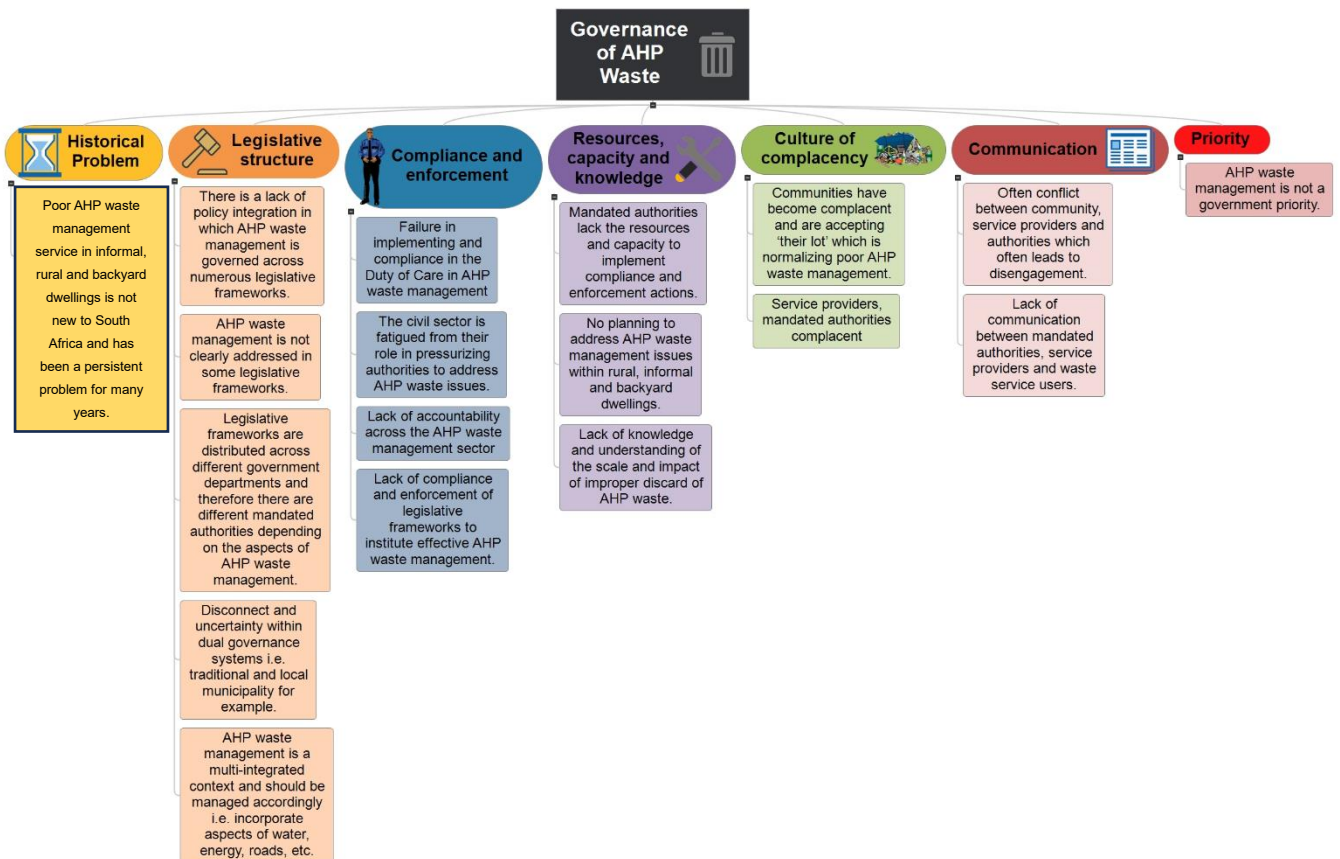 Governance
of AHP
Waste
Historical
Problem
Poor AHP waste
management
service in informal,
rural and backyard
dwellings is not
new to South
Africa and has
been a persistent
problem for many
years.
Legislative
structure
There is a lack of
policy integration in
which AHP waste
management is
governed across
numerous legislative
frameworks.
AHP waste
management is not
clearly addressed in
some legislative
frameworks.
Legislative
frameworks are
distributed across
different government
departments and
therefore there are
different mandated
authorities depending
on the aspects of
AHP waste
management.
Disconnect and
uncertainty within
dual governance
systems i.e.
traditional and local
municipality for
example.
AHP waste
management is a
multi-integrated
context and should be
managed accordingly
i.e. incorporate
aspects of water,
energy, roads, etc.
Compliance and
enforcement
Failure in
implementing and
compliance in the
Duty of Care in AHP
waste management
The civil sector is
fatigued from their
role in pressurizing
authorities to address
AHP waste issues.
Lack of accountability
across the AHP waste
management sector
Lack of compliance
and enforcement of
legislative
frameworks to
institute effective AHP
waste management.
Resources,
capacity and
knowledge
Mandated authorities
lack the resources
and capacity to
implement
compliance and
enforcement actions.
No planning to
address AHP waste
management issues
within rural, informal
and backyard
dwellings.
Lack of knowledge
and understanding of
the scale and impact
of improper discard of
AHP waste.
Culture of
complacency
Communities have
become complacent
and are accepting
‘their lot’ which is
normalizing poor AHP
waste management.
Service providers,
mandated authorities
complacent
Communication
Often conflict
between community,
service providers and
authorities which
often leads to
disengagement.
Lack of
communication
between mandated
authorities, service
providers and waste
service users.
Priority
AHP waste
management is not a
government priority.